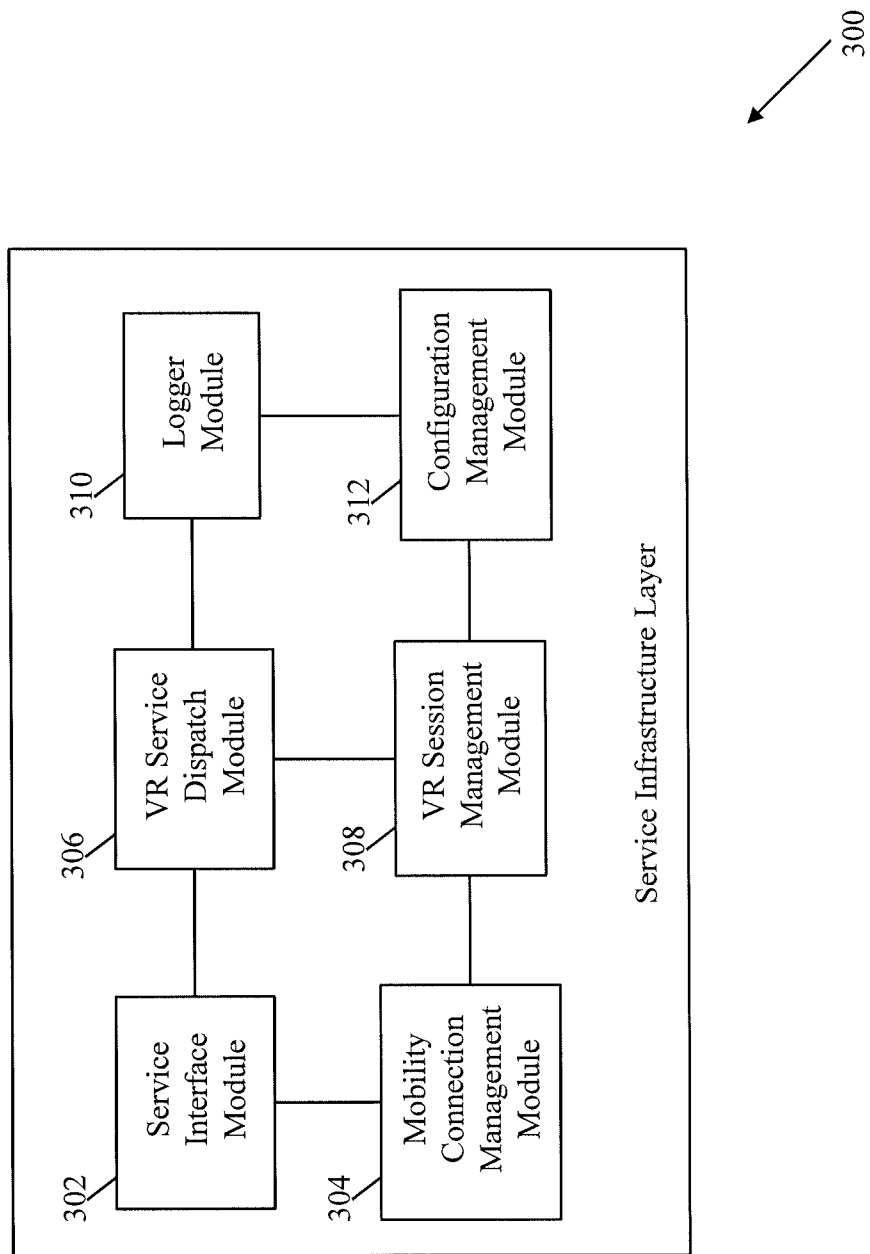 302
Service
Interface
Module
306
VR Service
Dispatch
Module
310
Logger
Module
304
Mobility
Connection
Management
Module
308
VR Session
Management
Module
312
Configuration
Management
Module
Service Infrastructure Layer
300